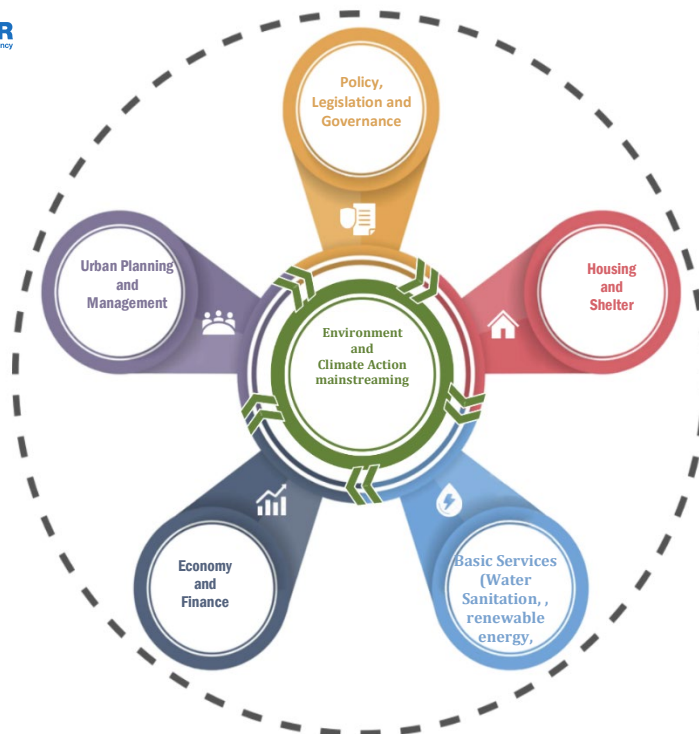 R
ency
Policy,
Legislation and
Governance
Urban Planning
and
Management
Housing
and
Shelter
Environment
and
Climate Action
mainstreaming
Economy
and
Finance
Basic Services
(Water
Sanitation, ,
renewable
energy,